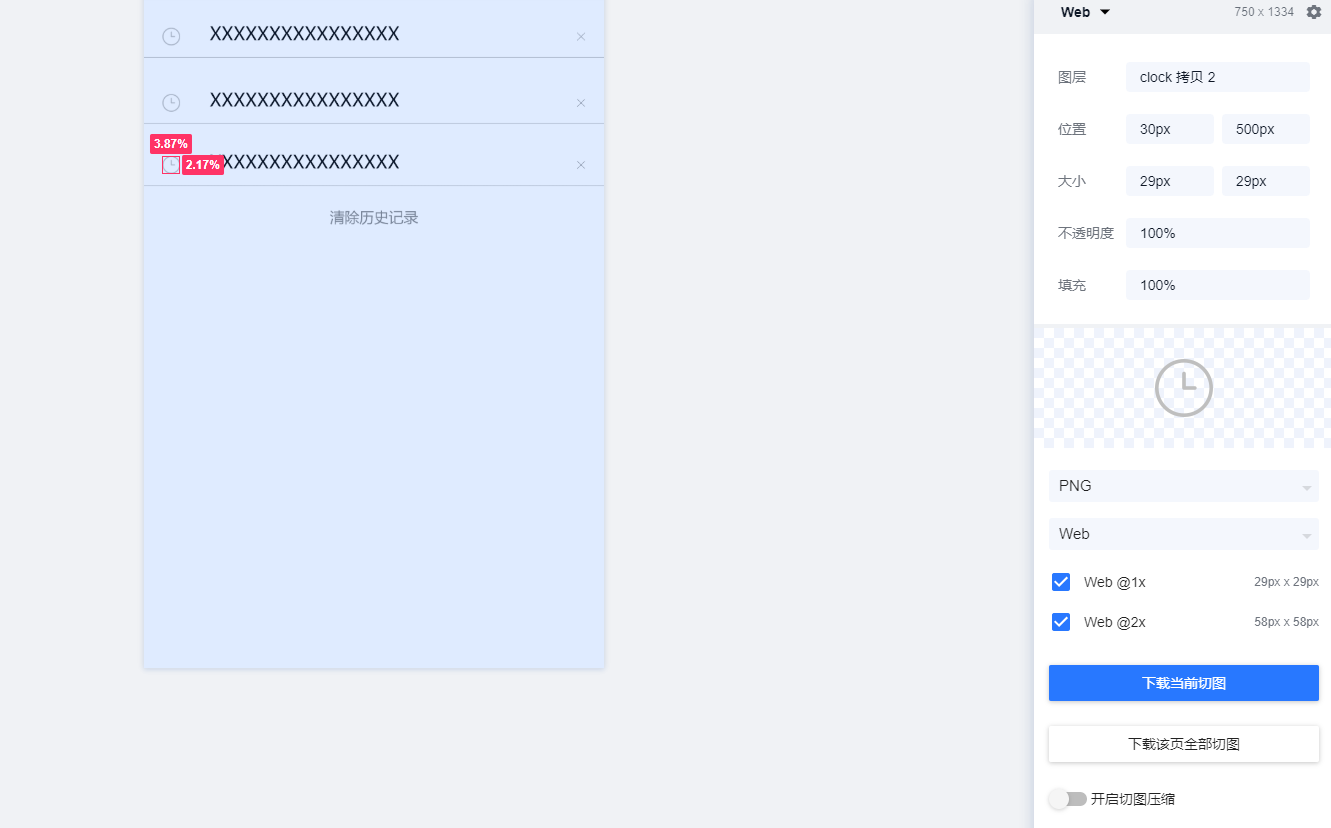 XXXXXXXXXXXXXXXX
×
XXXXXXXXXXXXXXXX
×
3.87%
2.17%
XXXXXXXXXXXXXXX
×
清除历史记录
Web
750 x 1334
图层
clock 拷贝 2
位置
30px
500px
大小
29px
29px
不透明度
100%
填充
100%
PNG
Web
Web @1x
29px x 29px
Web @2x
58px x 58px
下载当前切图
下载该页全部切图
开启切图压缩